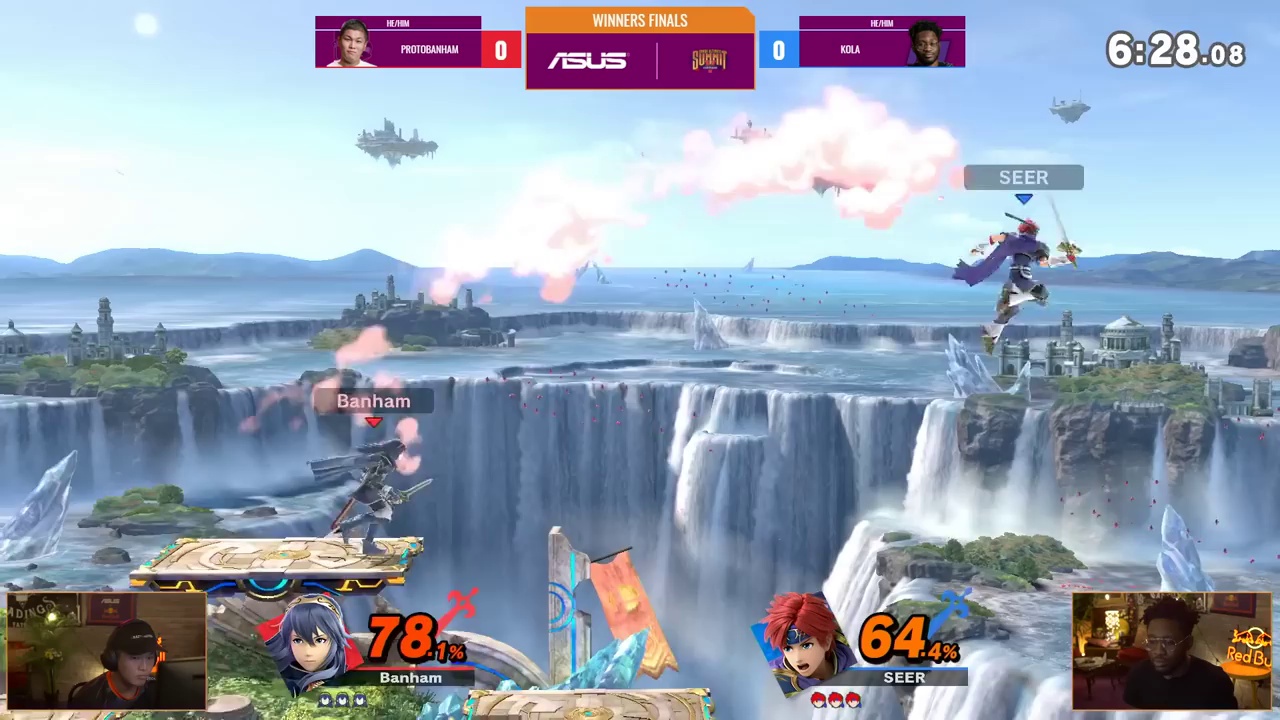 HE/HIM
PROTOBANHAM
0
WINNERS FINALS
ASUS
SUMMIT
0
HE/HIM
KOLA
6:28.08
SEER
Banham
78.1%
Banham
64.4%
SEER
Red Bu